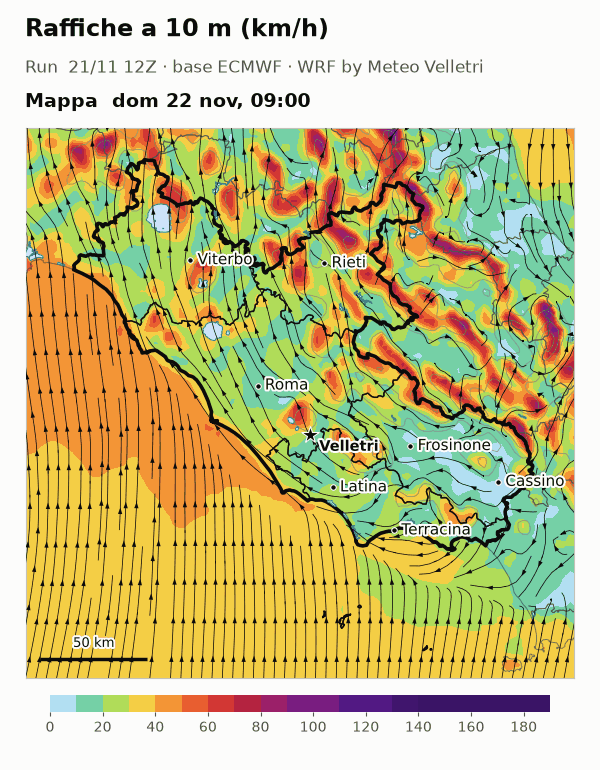 Raffiche a 10 m (km/h)
Run  21/11 12Z · base ECMWF · WRF by Meteo Velletri
Mappa  dom 22 nov, 09:00
Viterbo
Rieti
Roma
Velletri
Frosinone
Cassino
Latina
Terracina
50 km
0 20 40 60 80 100 120 140 160 180